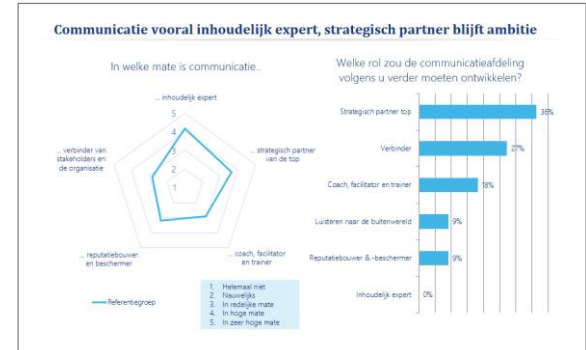 Communicatie vooral inhoudelijk expert, strategisch partner blijft ambitie
In welke mate is communicatie..
... inhoudelijk expert
5
4
3
2
1
... strategisch partner
van de top
... coach, facilitator
en trainer
... reputatiebouwer
en beschermer
... verbinder van
stakeholders en
de organisatie
Referentiegroep
1. Helemaal niet
2. Nauwelijks
3. In redelijke mate
4. In hoge mate
5. In zeer hoge mate
Welke rol zou de communicatieafdeling
volgens u verder moeten ontwikkelen?
Strategisch partner top
36%
Verbinder
27%
Coach, facilitator en trainer
18%
Luisteren naar de buitenwereld
9%
Reputatiebouwer & -beschermer
9%
Inhoudelijk expert
0%